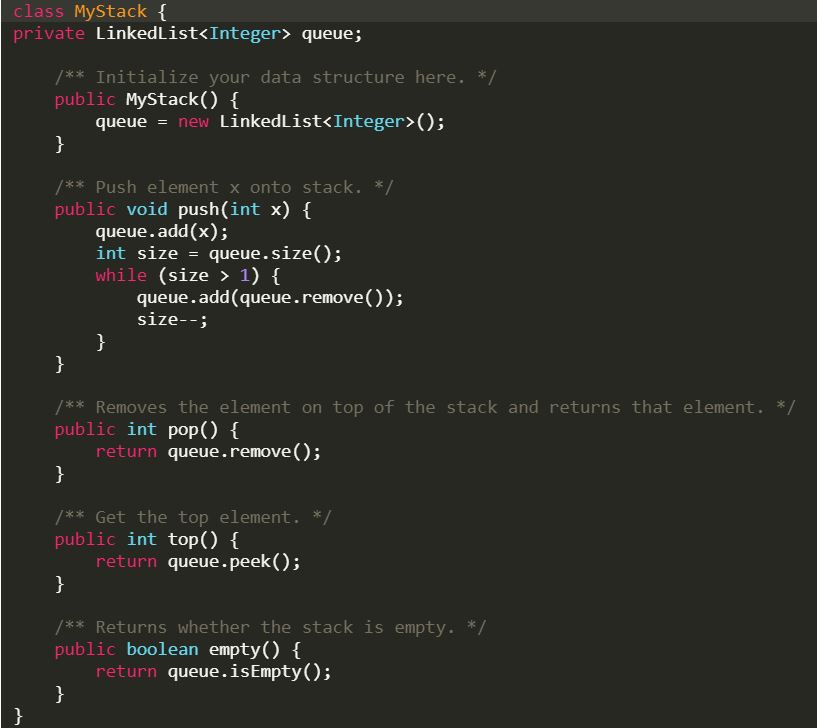 class MyStack {
private LinkedList<Integer> queue;
    /** Initialize your data structure here. */
    public MyStack() {
        queue = new LinkedList<Integer>();
    }
    /** Push element x onto stack. */
    public void push(int x) {
        queue.add(x);
        int size = queue.size();
        while (size > 1) {
            queue.add(queue.remove());
            size--;
        }
    }
    /** Removes the element on top of the stack and returns that element. */
    public int pop() {
        return queue.remove();
    }
    /** Get the top element. */
    public int top() {
        return queue.peek();
    }
    /** Returns whether the stack is empty. */
    public boolean empty() {
        return queue.isEmpty();
    }
}